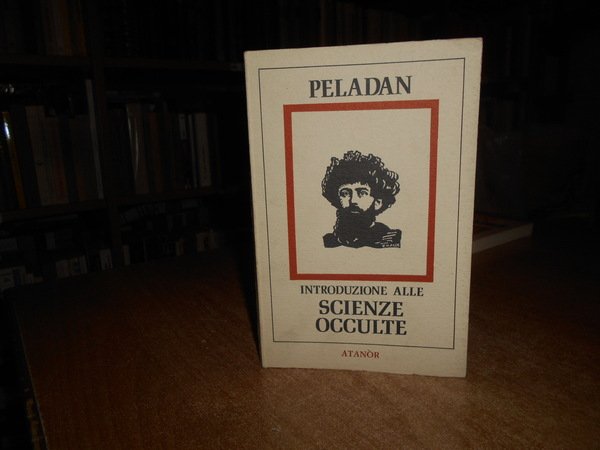 PELADAN
INTRODUZIONE ALLE
SCIENZE
OCCULTE
ATANÒR